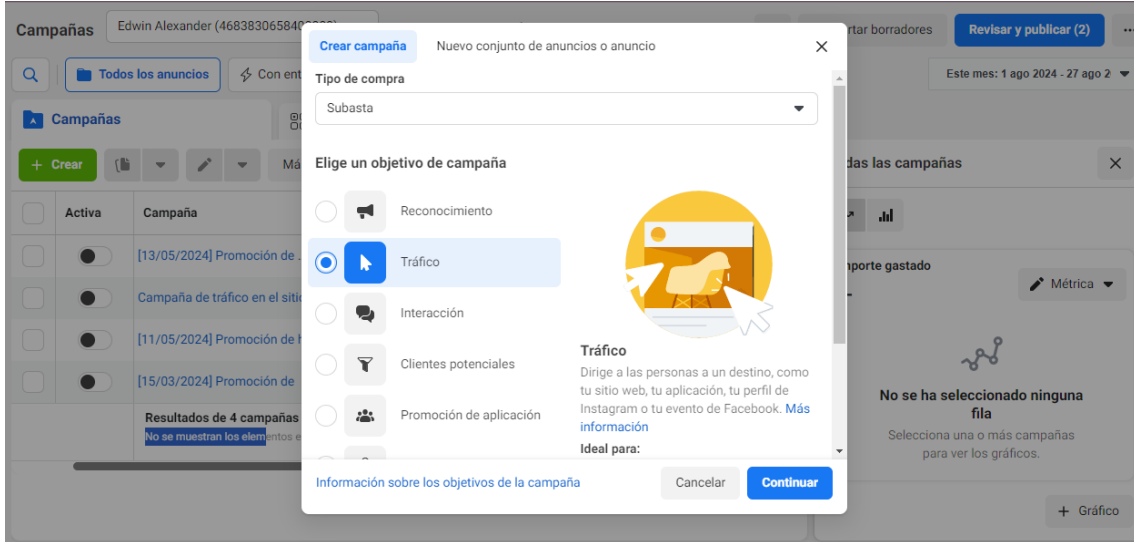 Campañas
Edwin Alexander
rtar borradores
Revisar y publicar (2)
Crear campaña
Nuevo conjunto de anuncios o anuncio
Todos los anuncios
Con ent
Este mes: 1 ago 2024 - 27 ago 2
Tipo de compra
Subasta
Campañas
Crear
Má
Elige un objetivo de campaña
das las campañas
Activa
Campaña
Reconocimiento
[13/05/2024] Promoción de
Tráfico
porte gastado
Métrica
Campaña de tráfico en el siti
Interacción
[11/05/2024] Promoción de
Tráfico
Clientes potenciales
Dirige a las personas a un destino, como
tu sitio web, tu aplicación, tu perfil de
Instagram o tu evento de Facebook. Más
información
[15/03/2024] Promoción de
No se ha seleccionado ninguna
fila
Promoción de aplicación
Resultados de 4 campañas
No se muestran los elementos e
Selecciona una o más campañas
para ver los gráficos.
Ideal para:
Información sobre los objetivos de la campaña
Cancelar
Continuar
+ Gráfico